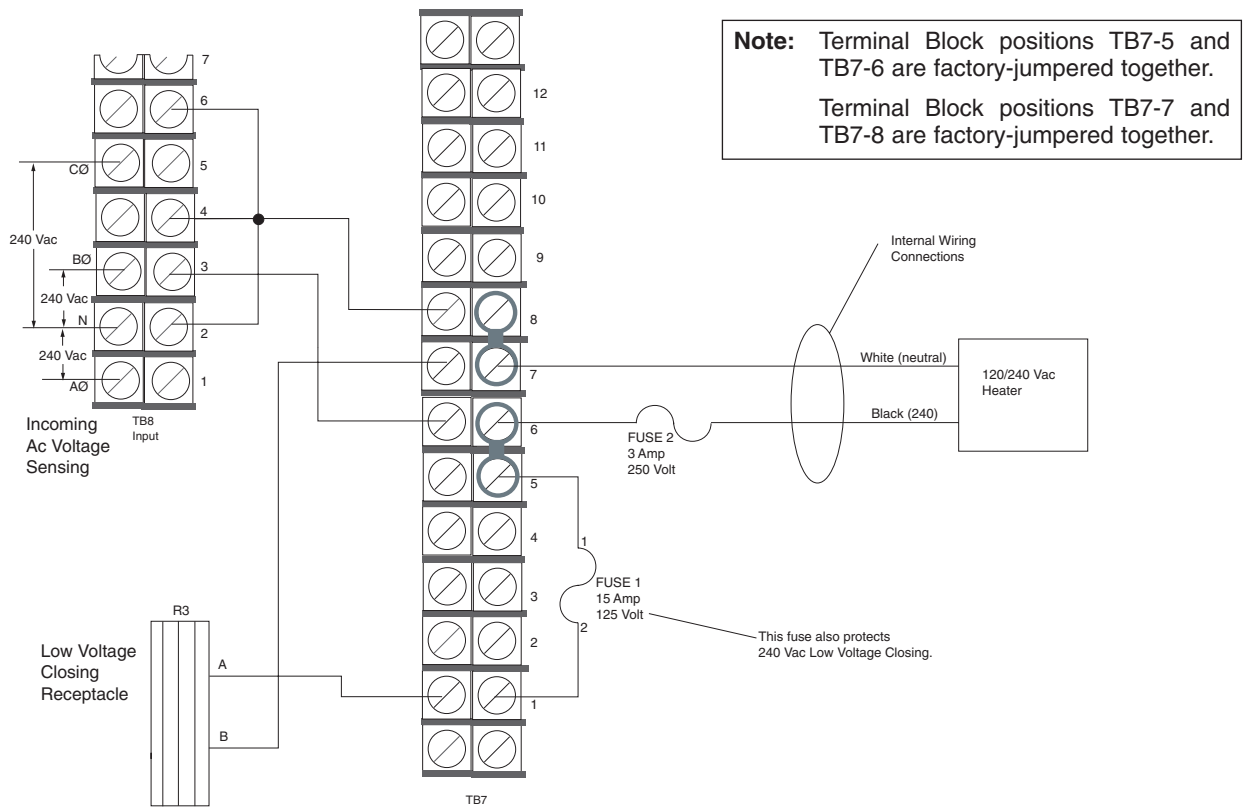 Note: Terminal Block positions TB7-5 and
TB7-6 are factory-jumpered together.
Terminal Block positions TB7-7 and
TB7-8 are factory-jumpered together.
7
6
5
CØ
4
240 Vac
BØ
3
240 Vac
N
2
240 Vac
AØ
1
TB8
Input
Incoming
Ac Voltage
Sensing
12
11
10
9
8
7
6
5
4
3
2
1
TB7
Internal Wiring
Connections
White (neutral)
Black (240)
120/240 Vac
Heater
FUSE 2
3 Amp
250 Volt
1
FUSE 1
15 Amp
125 Volt
2
This fuse also protects
240 Vac Low Voltage Closing.
R3
Low Voltage
Closing
Receptacle
A
B